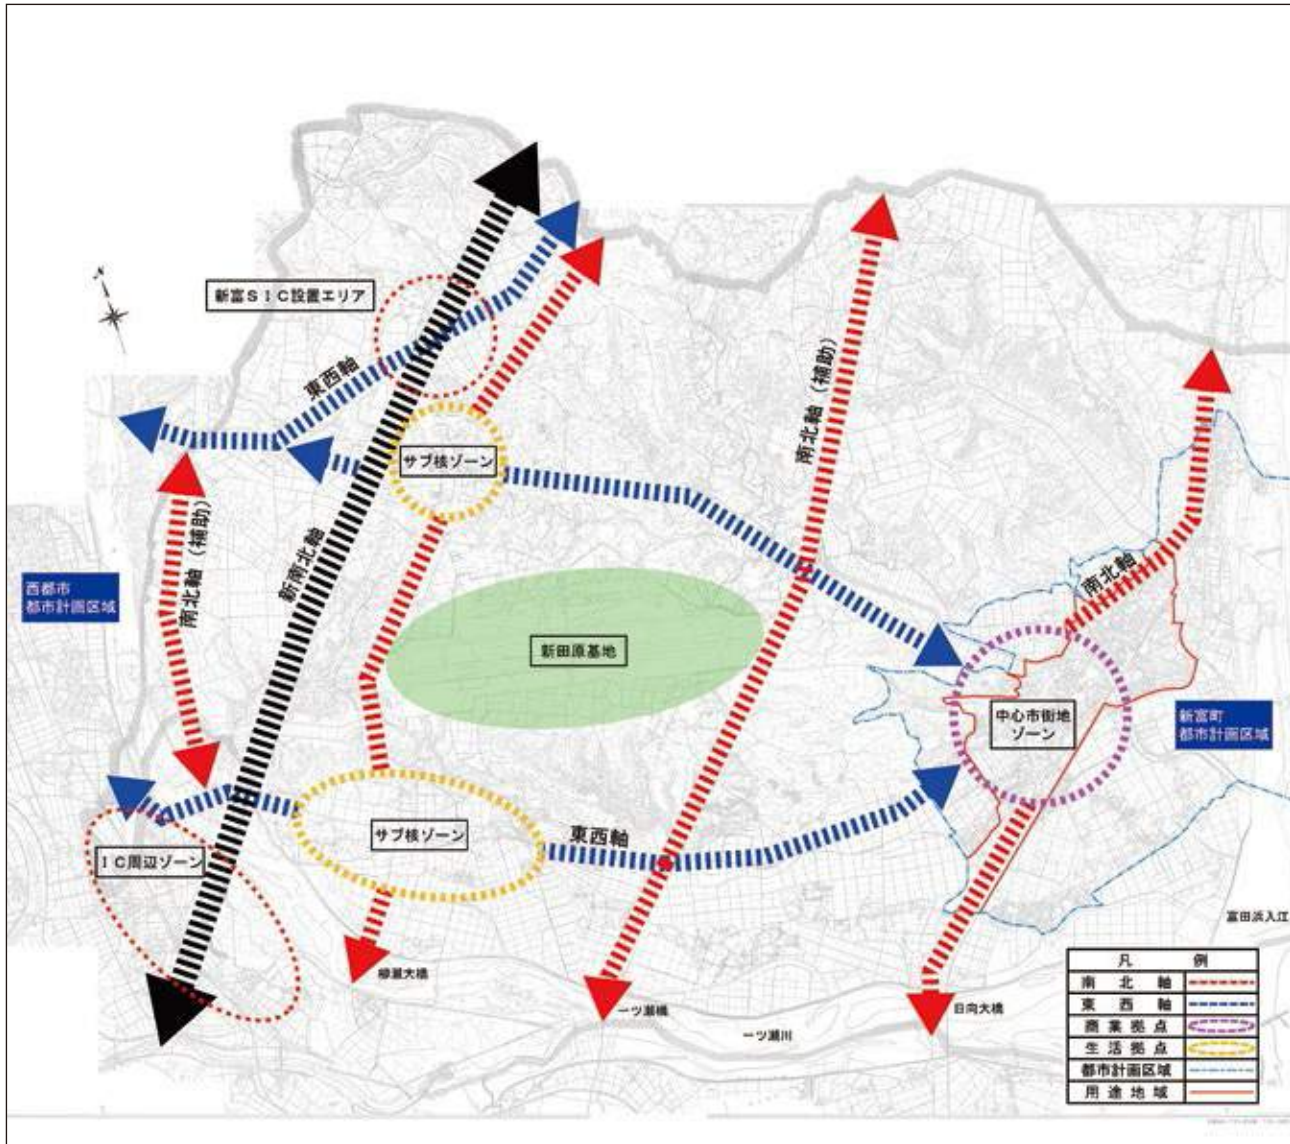 新富ＳＩＣ設置エリア
東西軸
南北軸（補助）
サブ核ゾーン
南北軸（補助）
新南北軸
南北軸
西都市
都市計画区域
新田原基地
中心市街地
ゾーン
新富町
都市計画区域
サブ核ゾーン
東西軸
ＩＣ周辺ゾーン
富田浜入江
柳瀬大橋
一ツ瀬橋
日向大橋
一ツ瀬川
凡例
南北軸
東西軸
商業拠点
生活拠点
都市計画区域
用途地域